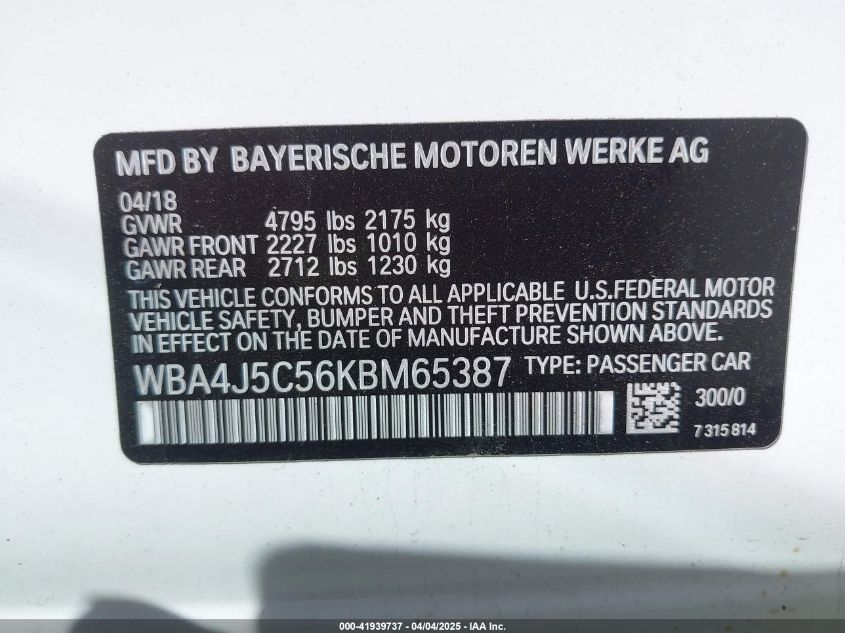 MFD BY BAYERISCHE MOTOREN WERKE AG
04/18
GVWR 4795 lbs 2175 kg
GAWR FRONT 2227 lbs 1010 kg
GAWR REAR 2712 lbs 1230 kg
THIS VEHICLE CONFORMS TO ALL APPLICABLE U.S.FEDERAL MOTOR
VEHICLE SAFETY, BUMPER AND THEFT PREVENTION STANDARDS
IN EFFECT ON THE DATE OF MANUFACTURE SHOWN ABOVE.
WBA4J5C56KBM65387 TYPE: PASSENGER CAR
300/0
7 315 814
000-41939737 - 04/04/2025 - IAA Inc.